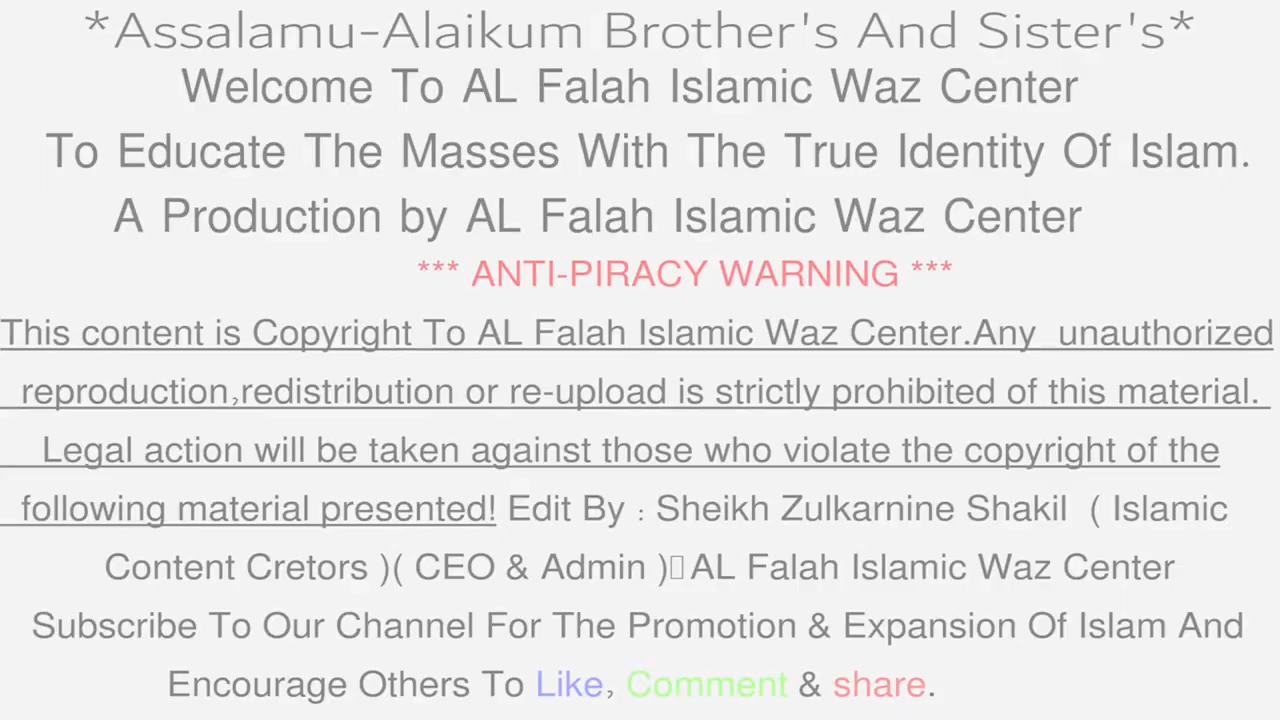 *Assalamu-Alaikum Brother's And Sister's*
Welcome To AL Falah Islamic Waz Center
To Educate The Masses With The True Identity Of Islam.
A Production by AL Falah Islamic Waz Center
*** ANTI-PIRACY WARNING ***
This content is Copyright To AL Falah Islamic Waz Center.Any unauthorized
reproduction,redistribution or re-upload is strictly prohibited of this material.
Legal action will be taken against those who violate the copyright of the
following material presented! Edit By : Sheikh Zulkarnine Shakil ( Islamic
Content Cretors )( CEO & Admin )▯AL Falah Islamic Waz Center
Subscribe To Our Channel For The Promotion & Expansion Of Islam And
Encourage Others To Like, Comment & share.